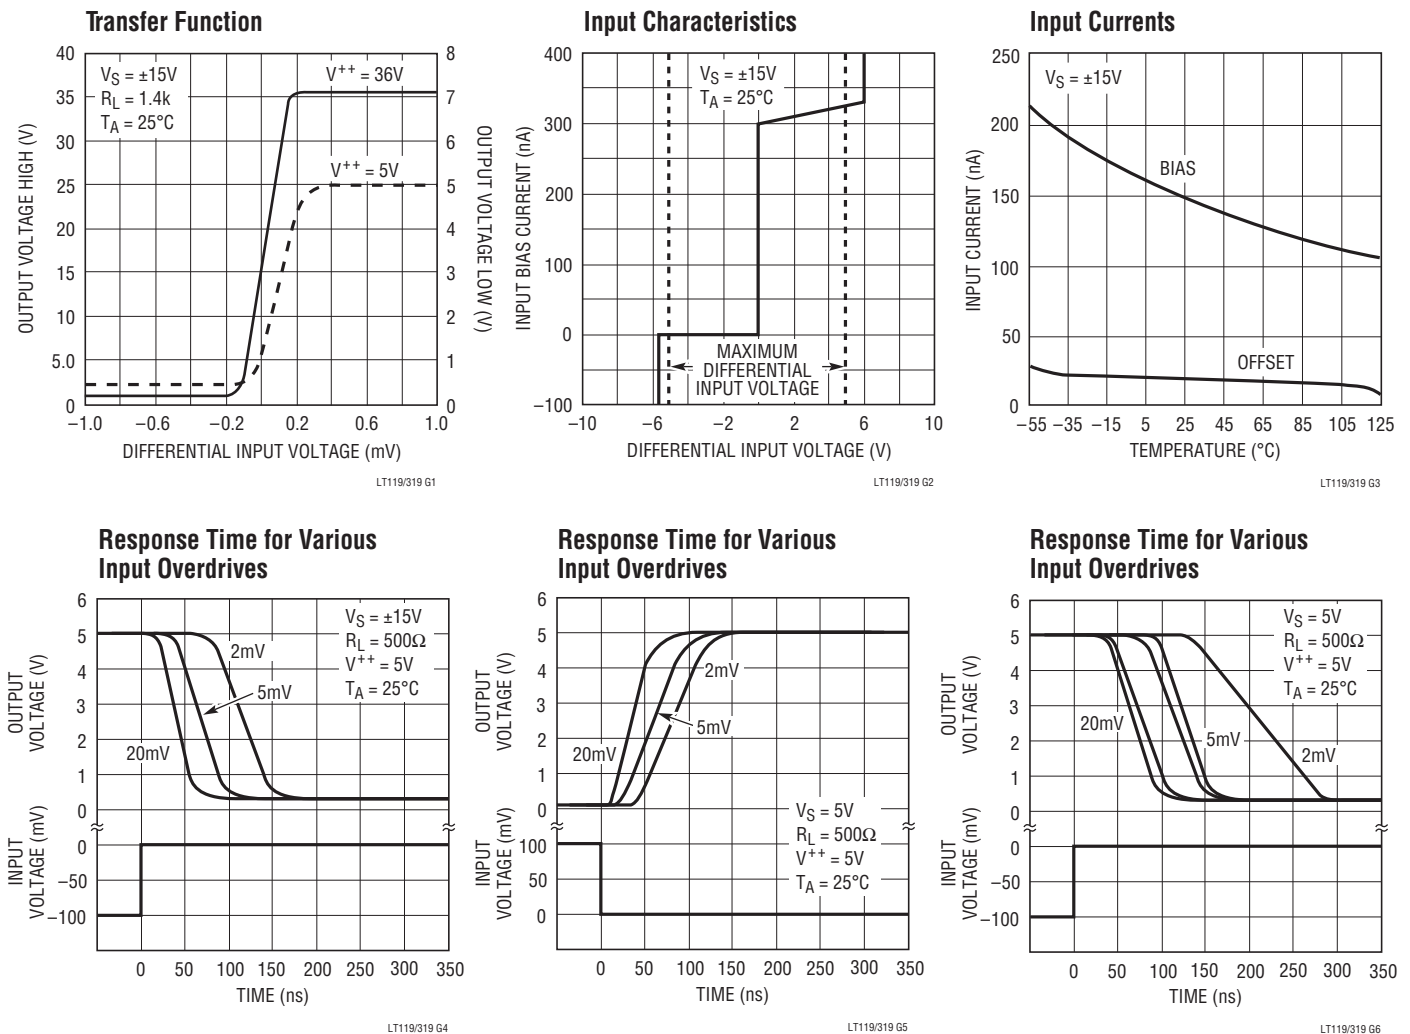 Transfer Function
40
35
30
25
20
15
10
5.0
0
OUTPUT VOLTAGE HIGH (V)
VS = ±15V
RL = 1.4k
TA = 25°C
V++ = 36V
V++ = 5V
8
7
6
5
4
3
2
1
0
OUTPUT VOLTAGE LOW (V)
–1.0 –0.6 –0.2 0.2 0.6 1.0
DIFFERENTIAL INPUT VOLTAGE (mV)
LT119/319 G1
Input Characteristics
400
300
200
100
0
–100
INPUT BIAS CURRENT (nA)
VS = ±15V
TA = 25°C
MAXIMUM
DIFFERENTIAL
INPUT VOLTAGE
–10 –6 –2 2 6 10
DIFFERENTIAL INPUT VOLTAGE (V)
LT119/319 G2
Input Currents
250
200
150
100
50
0
INPUT CURRENT (nA)
VS = ±15V
BIAS
OFFSET
–55 –35 –15 5 25 45 65 85 105 125
TEMPERATURE (°C)
LT119/319 G3
Response Time for Various
Input Overdrives
6
5
4
3
2
1
0
OUTPUT
VOLTAGE (V)
VS = ±15V
RL = 500Ω
V++ = 5V
TA = 25°C
2mV
5mV
20mV
0
–50
–100
INPUT
VOLTAGE (mV)
0 50 100 150 200 250 300 350
TIME (ns)
LT119/319 G4
Response Time for Various
Input Overdrives
6
5
4
3
2
1
0
OUTPUT
VOLTAGE (V)
2mV
5mV
20mV
VS = 5V
RL = 500Ω
V++ = 5V
TA = 25°C
100
50
0
INPUT
VOLTAGE (mV)
0 50 100 150 200 250 300 350
TIME (ns)
LT119/319 G5
Response Time for Various
Input Overdrives
6
5
4
3
2
1
0
OUTPUT
VOLTAGE (V)
VS = 5V
RL = 500Ω
V++ = 5V
TA = 25°C
20mV
5mV
2mV
0
–50
–100
INPUT
VOLTAGE (mV)
0 50 100 150 200 250 300 350
TIME (ns)
LT119/319 G6